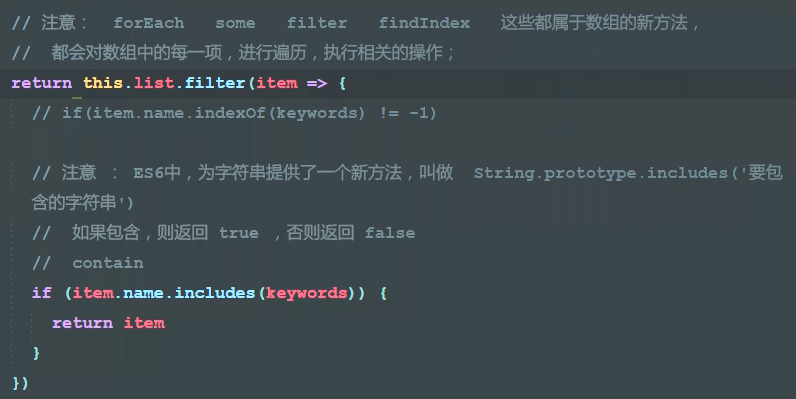 // 注意： forEach some filter findIndex 这些都属于数组的新方法，
// 都会对数组中的每一项，进行遍历，执行相关的操作；
return this.list.filter(item => {
// if(item.name.indexOf(keywords) != -1)
// 注意 ： ES6中，为字符串提供了一个新方法，叫做 String.prototype.includes('要包
含的字符串')
// 如果包含，则返回 true ，否则返回 false
// contain
if (item.name.includes(keywords)) {
return item
}
})